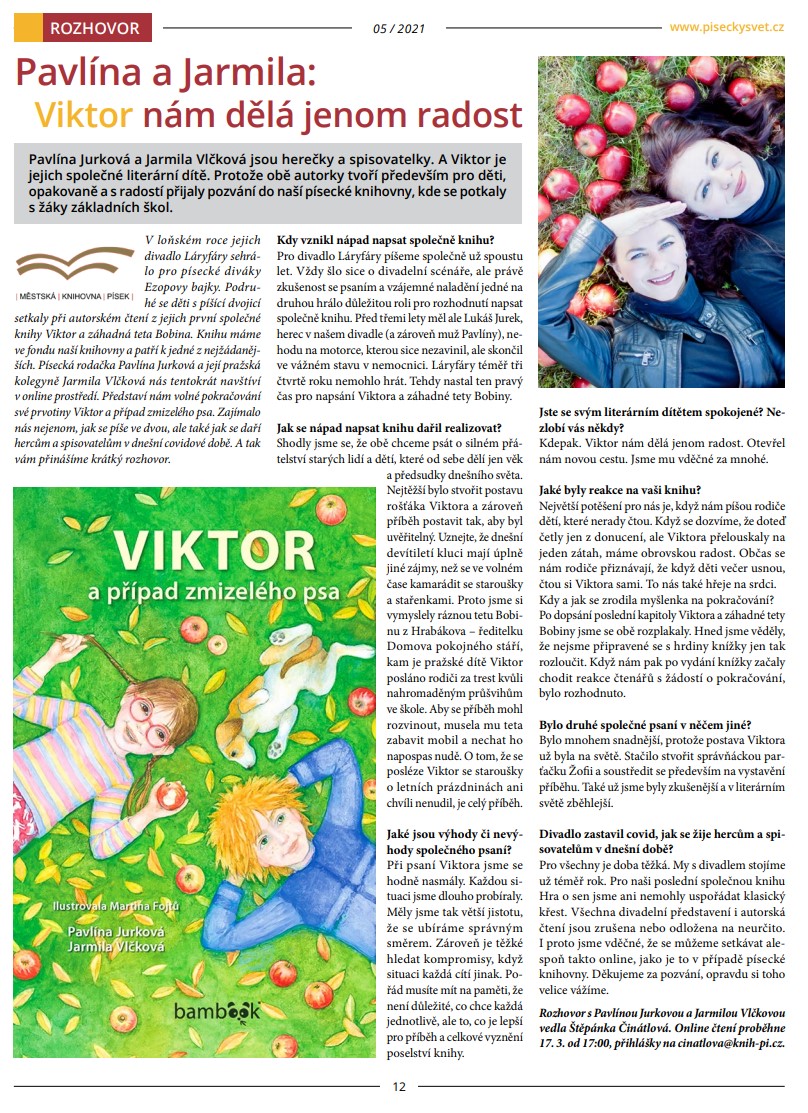 ROZHOVOR
05 / 2021
www.piseckysvet.cz
Pavlína a Jarmila:
Viktor nám dělá jenom radost
Pavlína Jurková a Jarmila Vlčková jsou herečky a spisovatelky. A Viktor je
jejich společné literární dítě. Protože obě autorky tvoří především pro děti,
opakovaně a s radostí přijaly pozvání do naší písecké knihovny, kde se potkaly
s žáky základních škol.
| MĚSTSKÁ | KNIHOVNA | PÍSEK |
V loňském roce jejich
divadlo Láryfáry sehrá-
lo pro písecké diváky
Ezopovy bajky. Podru-
hé se děti s píšící dvojicí
setkaly při autorském čtení z jejich první společné
knihy Viktor a záhadná teta Bobina. Knihu máme
ve fondu naší knihovny a patří k jedné z nejžádaněj-
ších. Písecká rodačka Pavlína Jurková a její pražská
kolegyně Jarmila Vlčková nás tentokrát navštíví
v online prostředí. Představí nám volné pokračování
své prvotiny Viktor a případ zmizelého psa. Zajímalo
nás nejenom, jak se píše ve dvou, ale také jak se daří
hercům a spisovatelům v dnešní covidové době. A tak
vám přinášíme krátký rozhovor.
Kdy vznikl nápad napsat společně knihu?
Pro divadlo Láryfáry píšeme společně už spoustu
let. Vždy šlo sice o divadelní scénáře, ale právě
zkušenost se psaním a vzájemné naladění jedné na
druhou hrálo důležitou roli pro rozhodnutí napsat
společně knihu. Před třemi lety měl ale Lukáš Jurek,
herec v našem divadle (a zároveň muž Pavlíny), ne-
hodu na motorce, kterou sice nezavinil, ale skončil
ve vážném stavu v nemocnici. Láryfáry téměř tři
čtvrtě roku nemohlo hrát. Tehdy nastal ten pravý
čas pro napsání Viktora a záhadné tety Bobiny.
Jak se nápad napsat knihu dařil realizovat?
Shodly jsme se, že obě chceme psát o silném přá-
telství starých lidí a dětí, které od sebe dělí jen věk
a předsudky dnešního světa.
Nejtěžší bylo stvořit postavu
rošťáka Viktora a zároveň
příběh postavit tak, aby byl
uvěřitelný. Uznejte, že dnešní
devítiletí kluci mají úplně
jiné zájmy, než se ve volném
čase kamarádit se staroušky
a stařenkami. Proto jsme si
vymyslely ráznou tetu Bobi-
nu z Hrabákova – ředitelku
Domova pokojného stáří,
kam je pražské dítě Viktor
posláno rodiči za trest kvůli
nahromaděným průšvihům
ve škole. Aby se příběh mohl
rozvinout, musela mu teta
zabavit mobil a nechat ho
napospas nudě. O tom, že se
posléze Viktor se staroušky
o letních prázdninách ani
chvíli nenudil, je celý příběh.
Jaké jsou výhody či nevý-
hody společného psaní?
Při psaní Viktora jsme se
hodně nasmály. Každou si-
tuaci jsme dlouho probíraly.
Měly jsme tak větší jistotu,
že se ubíráme správným
směrem. Zároveň je těžké
hledat kompromisy, když
situaci každá cítí jinak. Po-
řád musíte mít na paměti, že
není důležité, co chce každá
jednotlivě, ale to, co je lepší
pro příběh a celkové vyznění
poselství knihy.
VIKTOR
a případ zmizelého psa
Ilustrovala Martina Fojtů
Pavlína Jurková
Jarmila Vlčková
bambook
Jste se svým literárním dítětem spokojené? Ne-
zlobí vás někdy?
Kdepak. Viktor nám dělá jenom radost. Otevřel
nám novou cestu. Jsme mu vděčné za mnohé.
Jaké byly reakce na vaši knihu?
Největší potěšení pro nás je, když nám píšou rodiče
dětí, které nerady čtou. Když se dozvíme, že doteď
četly jen z donucení, ale Viktora přelouskaly na
jeden zátah, máme obrovskou radost. Občas se
nám rodiče přiznávají, že když děti večer usnou,
čtou si Viktora sami. To nás také hřeje na srdci.
Kdy a jak se zrodila myšlenka na pokračování?
Po dopsání poslední kapitoly Viktora a záhadné tety
Bobiny jsme se obě rozplakaly. Hned jsme věděly,
že nejsme připravené se s hrdiny knížky jen tak
rozloučit. Když nám pak po vydání knížky začaly
chodit reakce čtenářů s žádostí o pokračování,
bylo rozhodnuto.
Bylo druhé společné psaní v něčem jiné?
Bylo mnohem snadnější, protože postava Viktora
už byla na světě. Stačilo stvořit správňáckou par-
ťačku Žofii a soustředit se především na vystavění
příběhu. Také už jsme byly zkušenější a v literárním
světě zběhlejší.
Divadlo zastavil covid, jak se žije hercům a spi-
sovatelům v dnešní době?
Pro všechny je doba těžká. My s divadlem stojíme
už téměř rok. Pro naši poslední společnou knihu
Hra o sen jsme ani nemohly uspořádat klasický
křest. Všechna divadelní představení i autorská
čtení jsou zrušena nebo odložena na neurčito.
I proto jsme vděčné, že se můžeme setkávat ale-
spoň takto online, jako je to v případě písecké
knihovny. Děkujeme za pozvání, opravdu si toho
velice vážíme.
Rozhovor s Pavlínou Jurkovou a Jarmilou Vlčkovou
vedla Štěpánka Činátlová. Online čtení proběhne
17. 3. od 17:00, přihlášky na cinatlova@knih-pi.cz.
12